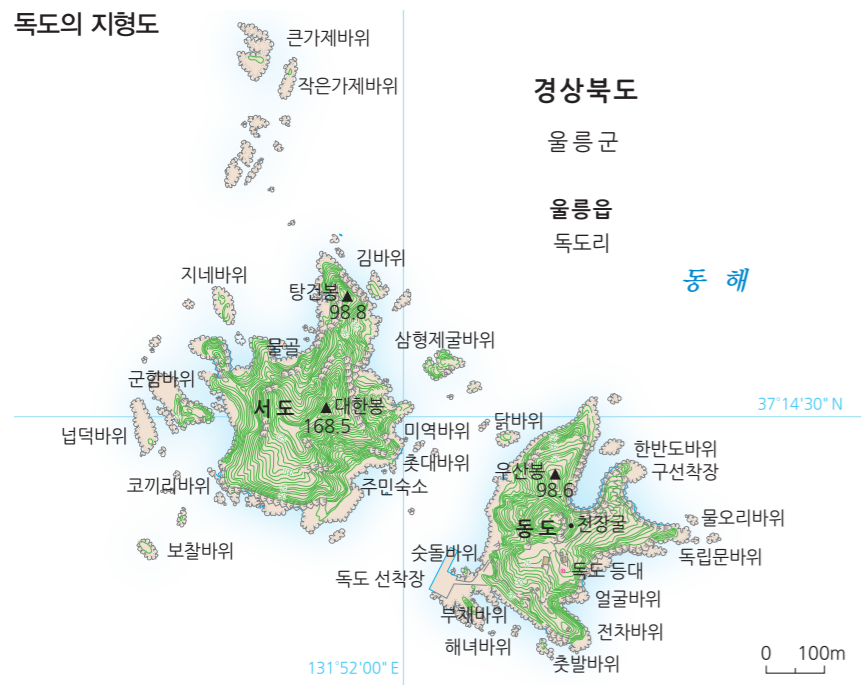 독도의 지형도
큰가제바위
작은가제바위
경상북도
울릉군
울릉읍
독도리
동해
김바위
지네바위
탕건봉
98.8
물골
삼형제굴바위
군함바위
서도
대한봉
168.5
37°14'30" N
넙덕바위
미역바위
닭바위
한반도바위
촛대바위
우산봉
구선착장
98.6
코끼리바위
주민숙소
동도
천장굴
물오리바위
보찰바위
숫돌바위
독립문바위
독도 선착장
독도 등대
얼굴바위
부채바위
해녀바위
전차바위
춧발바위
131°52'00" E
0 100m